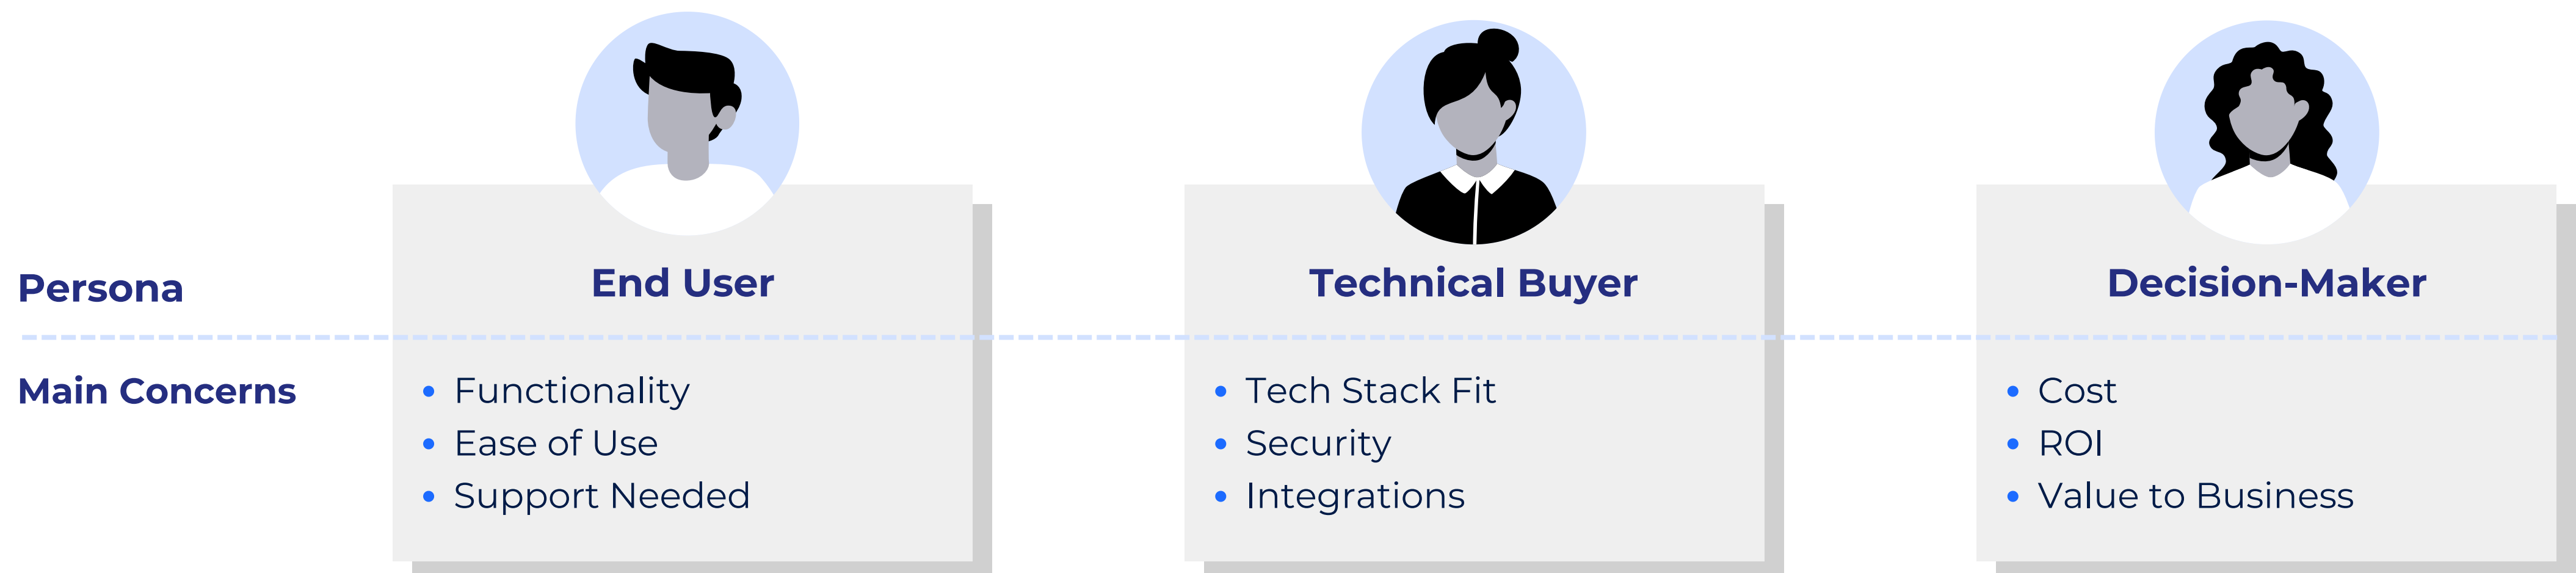 Persona
End User
Technical Buyer
Decision-Maker
Main Concerns
• Functionality
• Ease of Use
• Support Needed
• Tech Stack Fit
• Security
• Integrations
• Cost
• ROI
• Value to Business